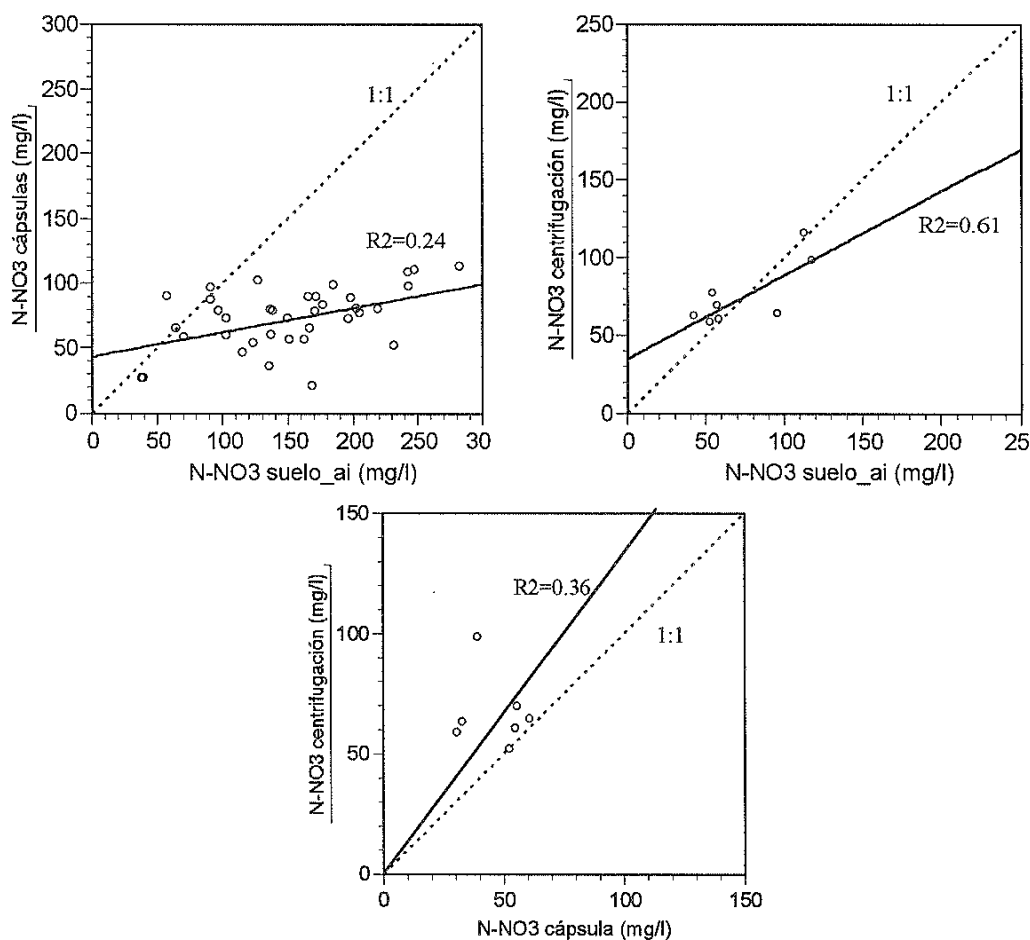 300
250
200
150
100
50
0
N-NO3 cápsulas (mg/l)
1:1
R2=0.24
0 50 100 150 200 250 30
N-NO3 suelo_ai (mg/l)
250
200
150
100
50
0
N-NO3 centrifugación (mg/l)
1:1
R2=0.61
0 50 100 150 200 25
N-NO3 suelo_ai (mg/l)
150
100
50
0
N-NO3 centrifugación (mg/l)
R2=0.36
1:1
0 50 100 150
N-NO3 cápsula (mg/l)